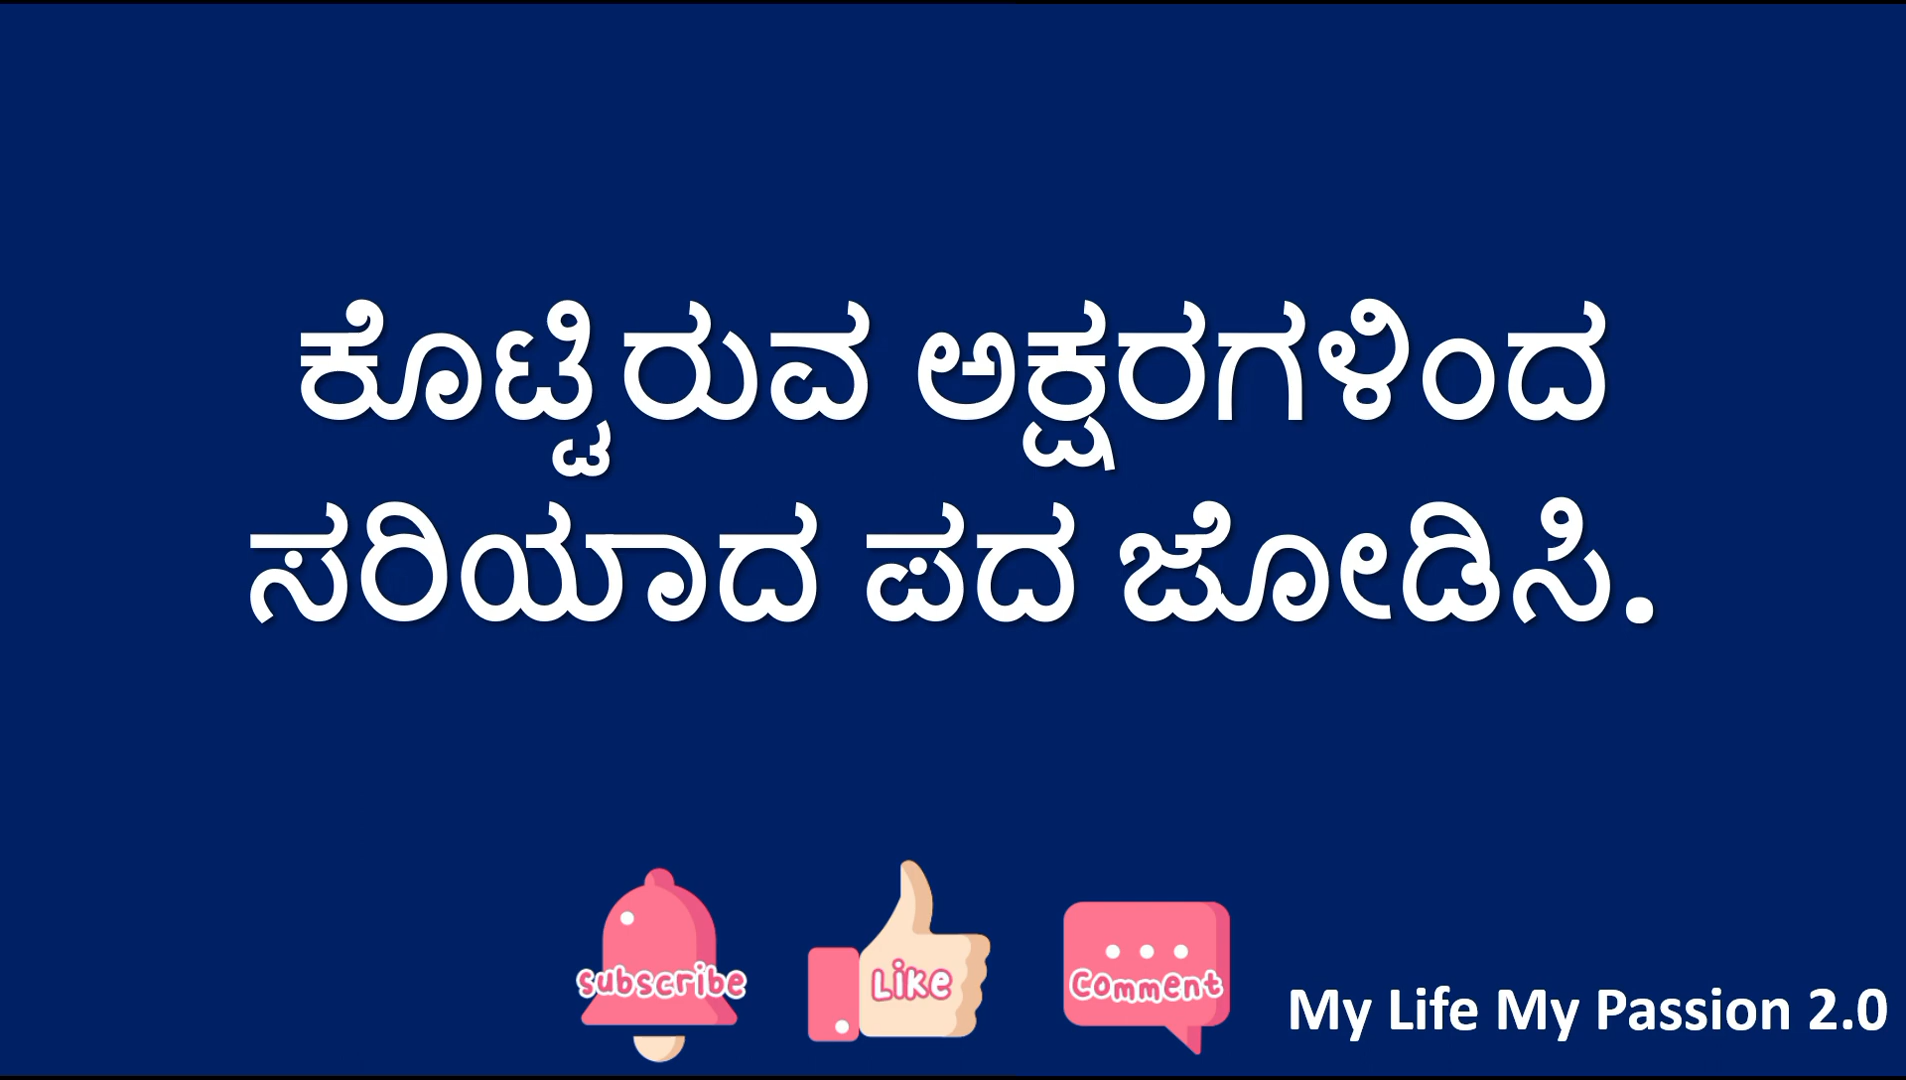 ಕೊಟ್ಟಿರುವ ಅಕ್ಷರಗಳಿಂದ
ಸರಿಯಾದ ಪದ ಜೋಡಿಸಿ.
subscribe
Like
Comment
My Life My Passion 2.0